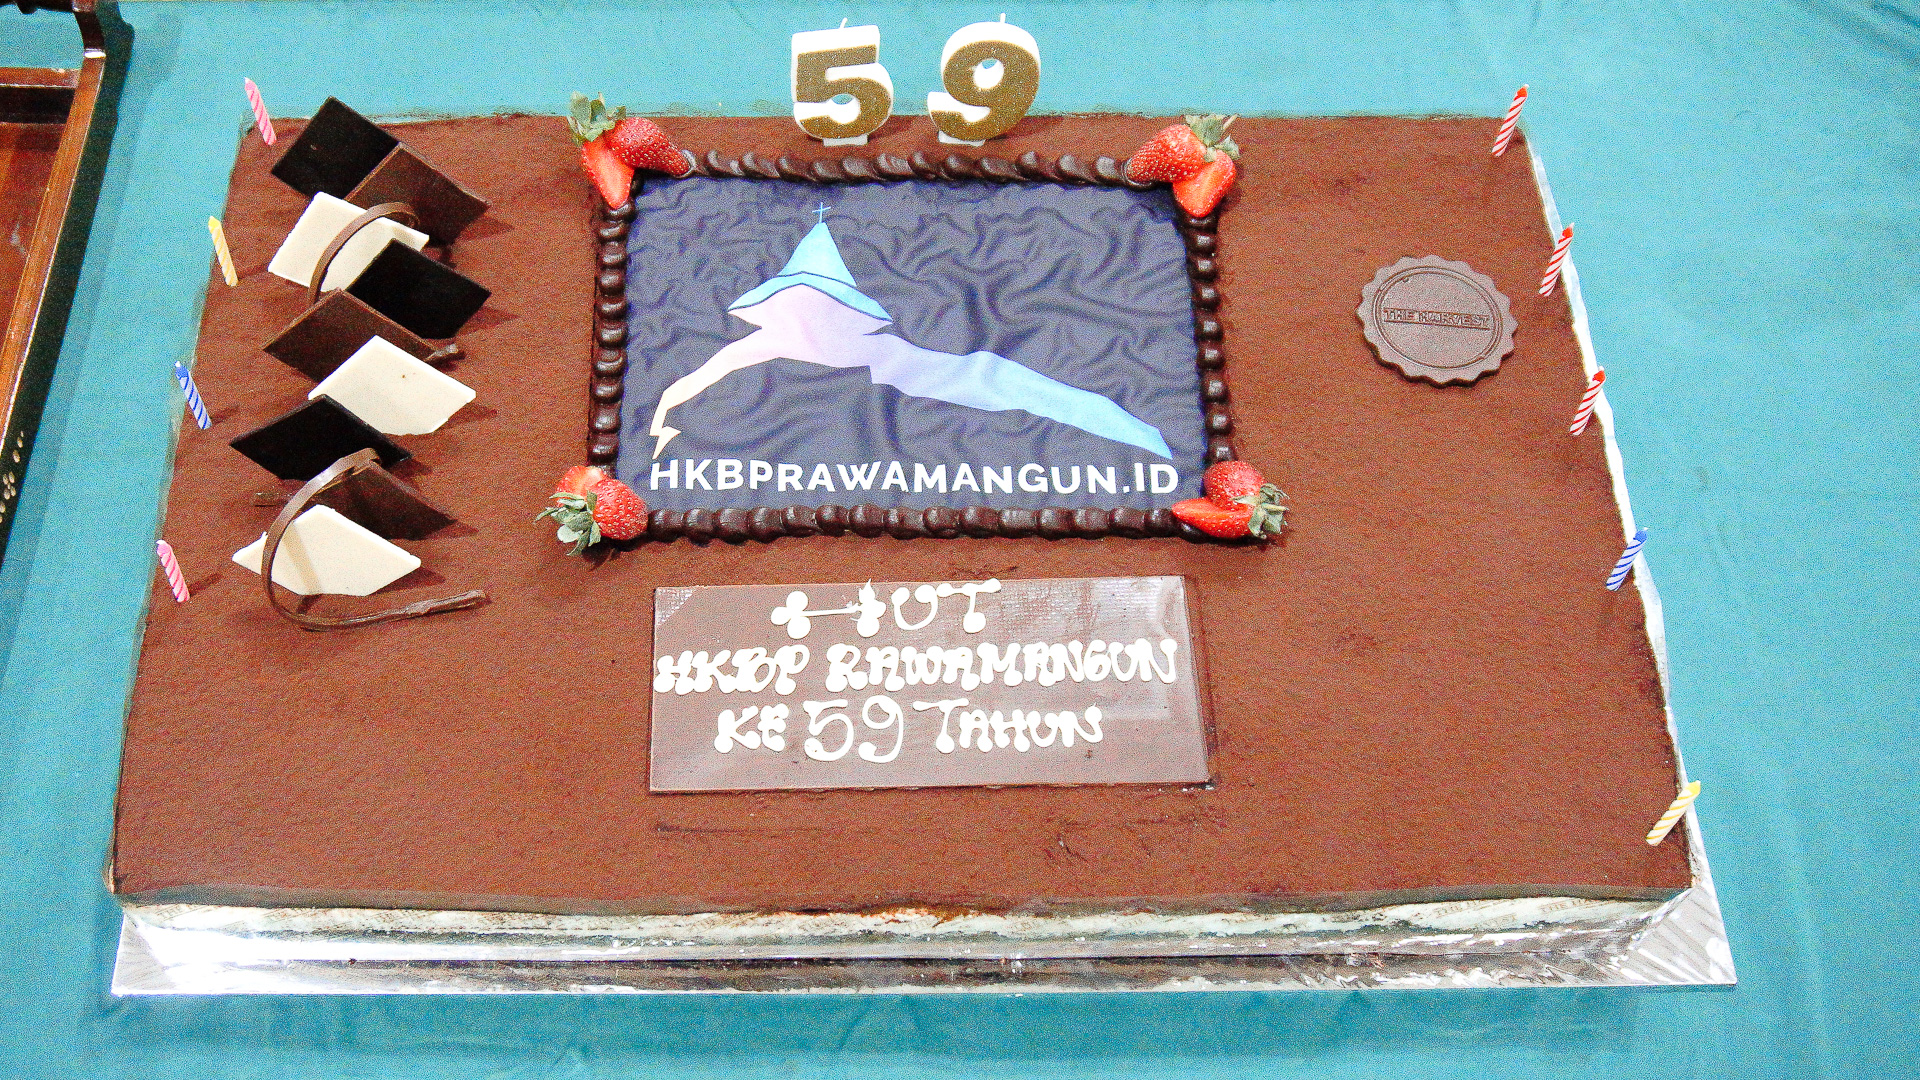 59
HKBPRAWAMANGUN.ID
THE HARVEST
HUT
HKBP RAWAMANGUN
KE 59 TAHUN